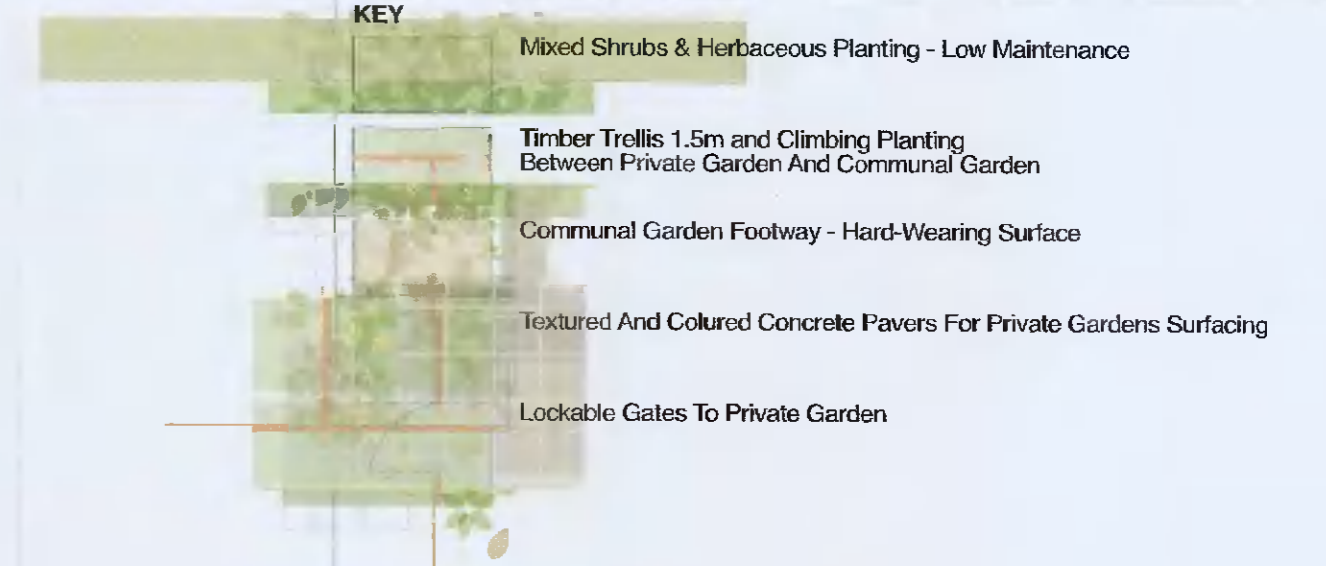 KEY
Mixed Shrubs & Herbaceous Planting - Low Maintenance
Timber Trellis 1.5m and Climbing Planting
Between Private Garden And Communal Garden
Communal Garden Footway - Hard-Wearing Surface
Textured And Colured Concrete Pavers For Private Gardens Surfacing
Lockable Gates To Private Garden